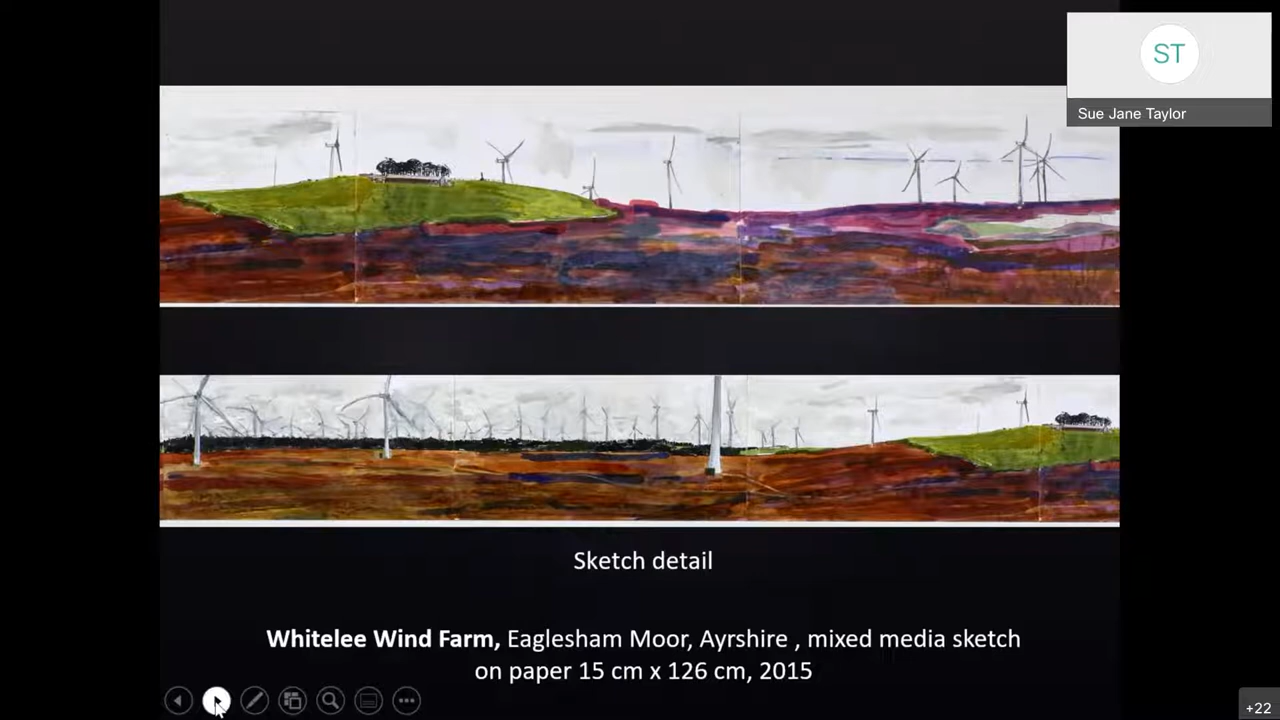 ST
Sue Jane Taylor
Sketch detail
Whitelee Wind Farm, Eaglesham Moor, Ayrshire , mixed media sketch
on paper 15 cm x 126 cm, 2015
+22